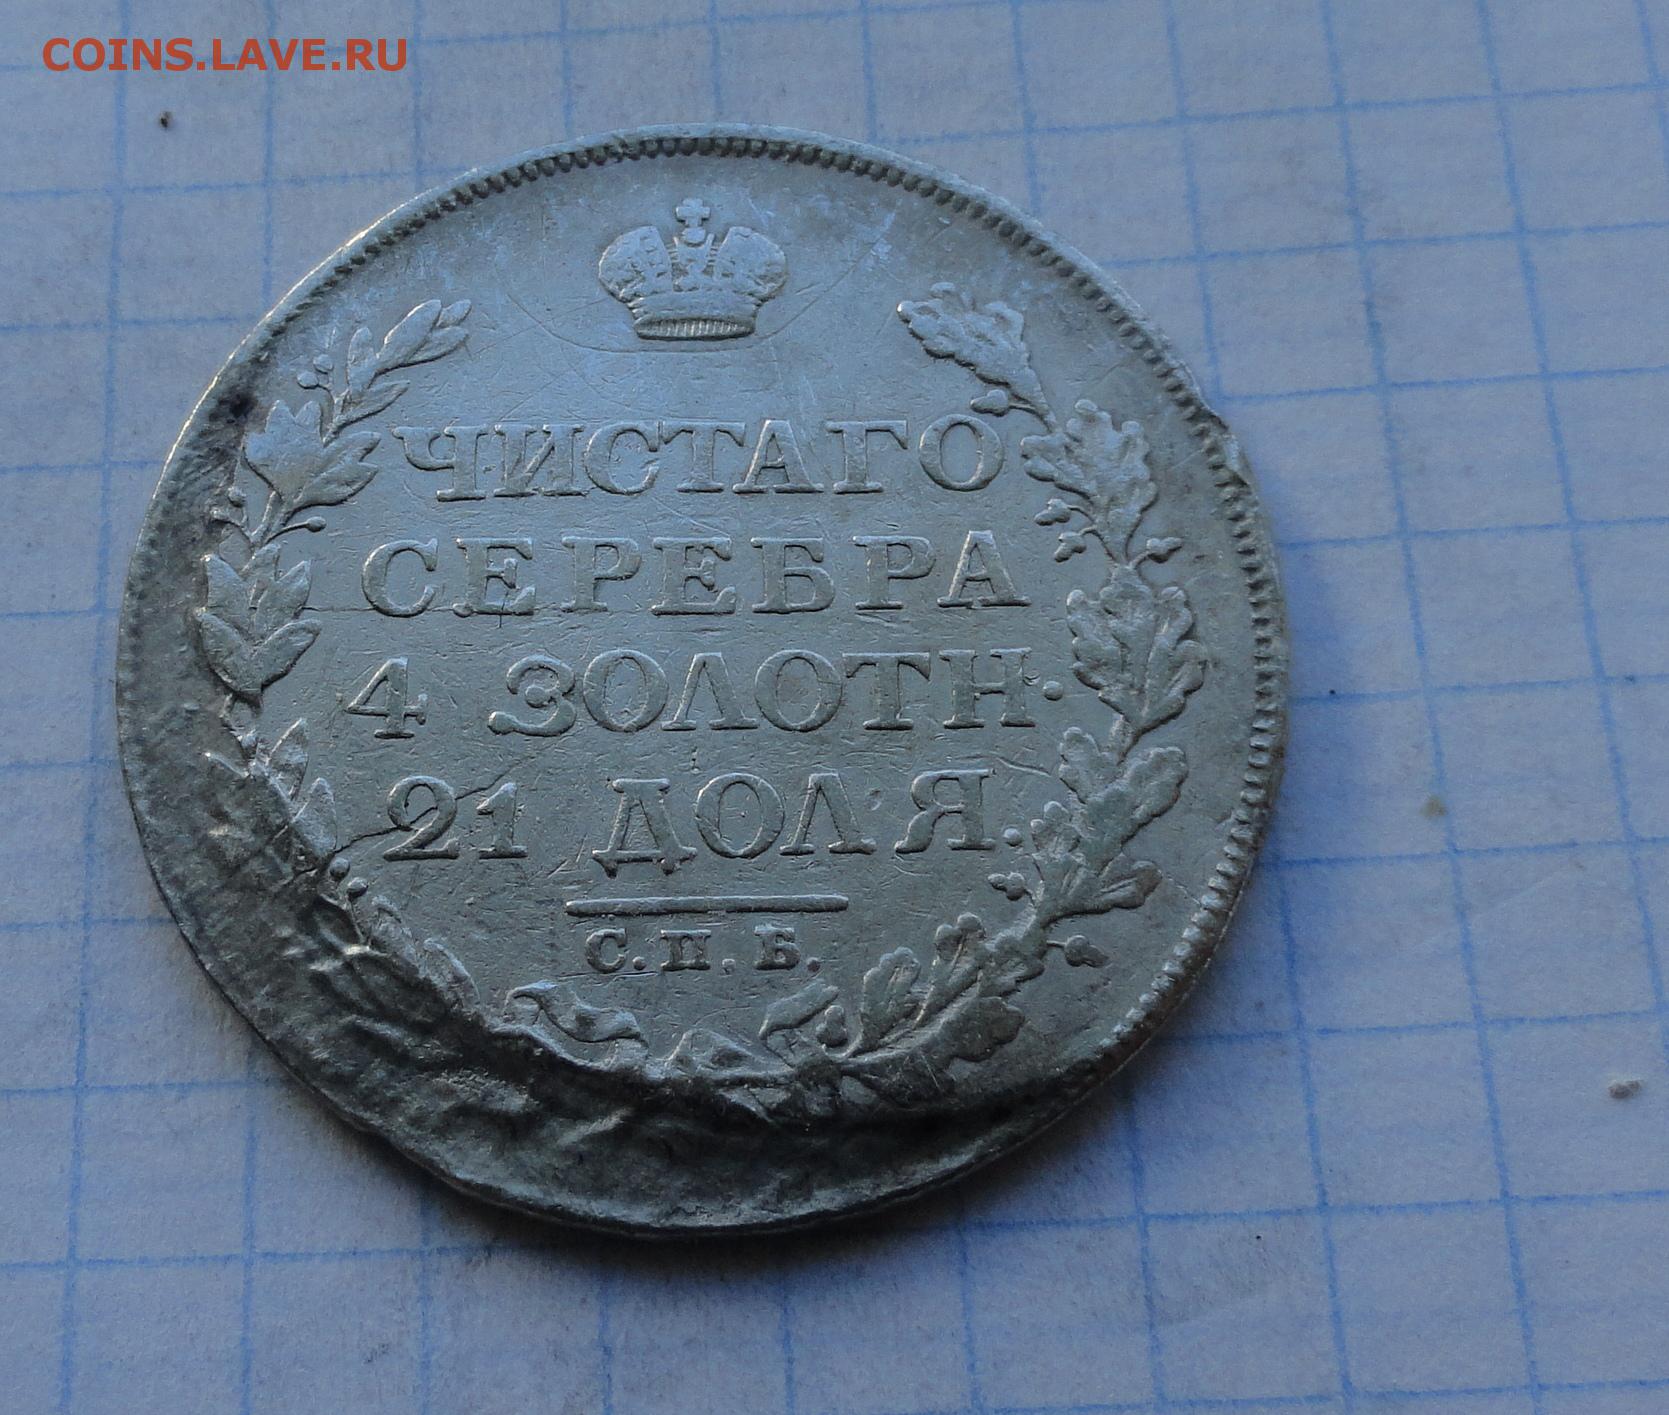 COINS.LAVE.RU
ЧИСТАГО
СЕРЕБРА
4 ЗОЛОТН.
21 ДОЛЯ.
С.П.Б.